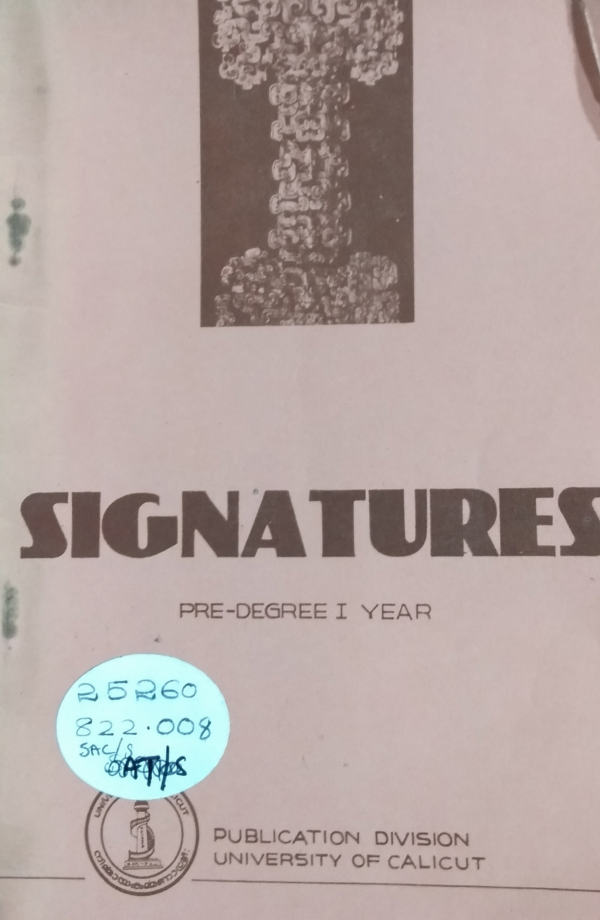 SIGNATURES
PRE-DEGREE I YEAR
25260
822.008
SAC/S
PUBLICATION DIVISION
UNIVERSITY OF CALICUT